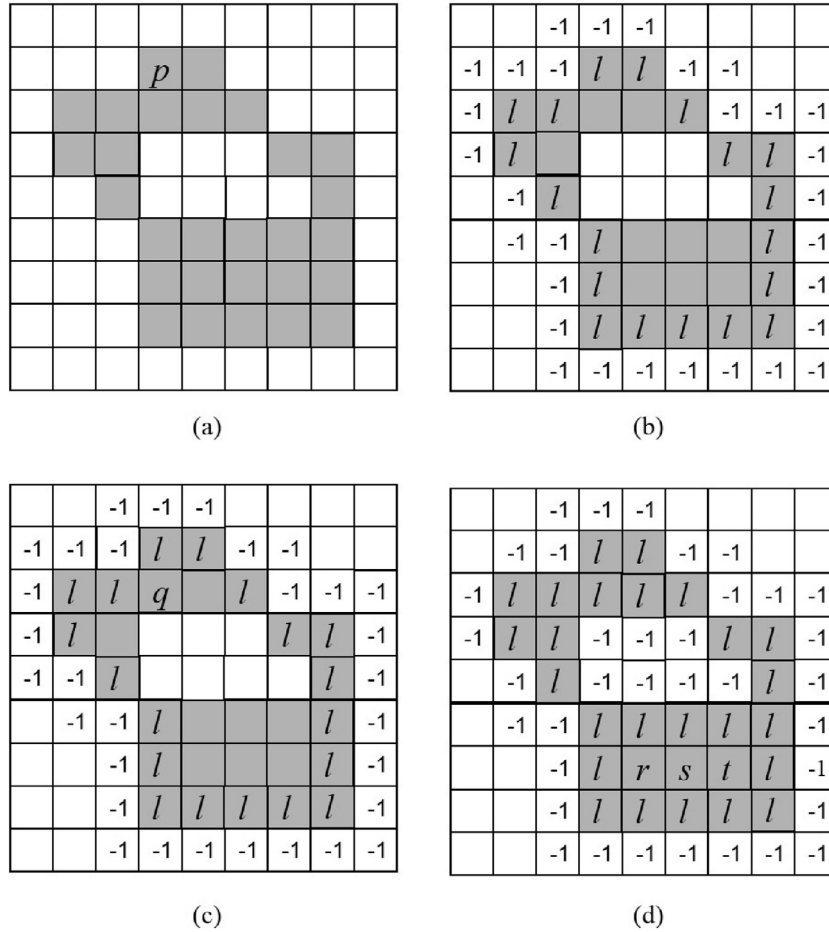 p
(a)
-1 -1 -1
-1 -1 -1 l l -1 -1
-1 l l l -1 -1 -1
-1 l l l -1
-1 l l -1
-1 -1 l l -1
-1 l l -1
-1 l l l l l -1
-1 -1 -1 -1 -1 -1 -1
(b)
-1 -1 -1
-1 -1 -1 l l -1 -1
-1 l l q l -1 -1 -1
-1 l l l -1
-1 -1 l l -1
-1 -1 l l -1
-1 l l -1
-1 l l l l l -1
-1 -1 -1 -1 -1 -1 -1
(c)
-1 -1 -1
-1 -1 l l -1 -1
-1 l l l l l -1 -1 -1
-1 l l -1 -1 -1 l l -1
-1 l -1 -1 -1 -1 l -1
-1 -1 l l l l l -1
-1 l r s t l -1
-1 l l l l l -1
-1 -1 -1 -1 -1 -1 -1
(d)